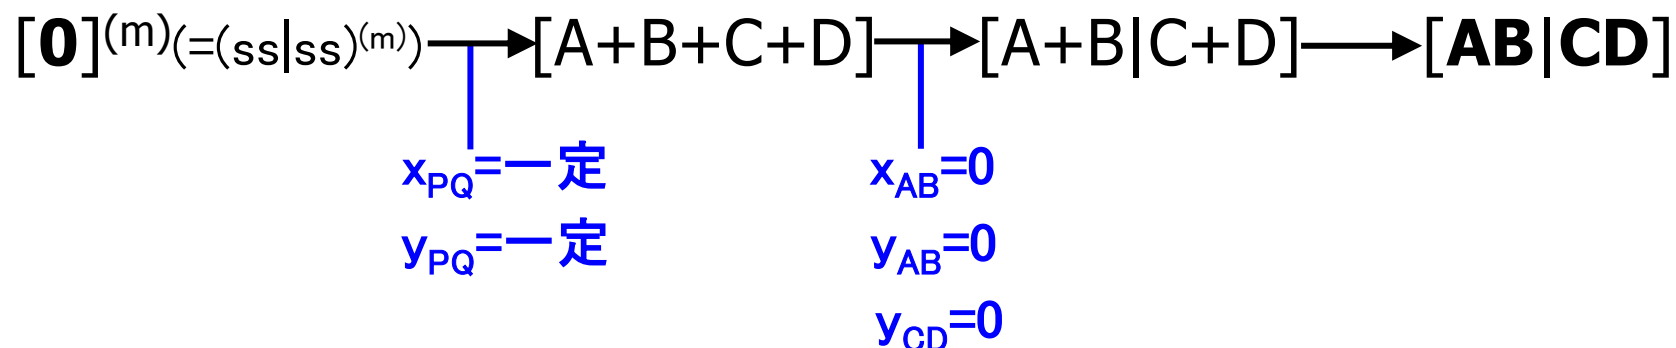 [0]^(m)(=(ss|ss)^(m)) → [A+B+C+D] → [A+B|C+D] → [AB|CD]
x_PQ=一定 x_AB=0
y_PQ=一定 y_AB=0
y_CD=0